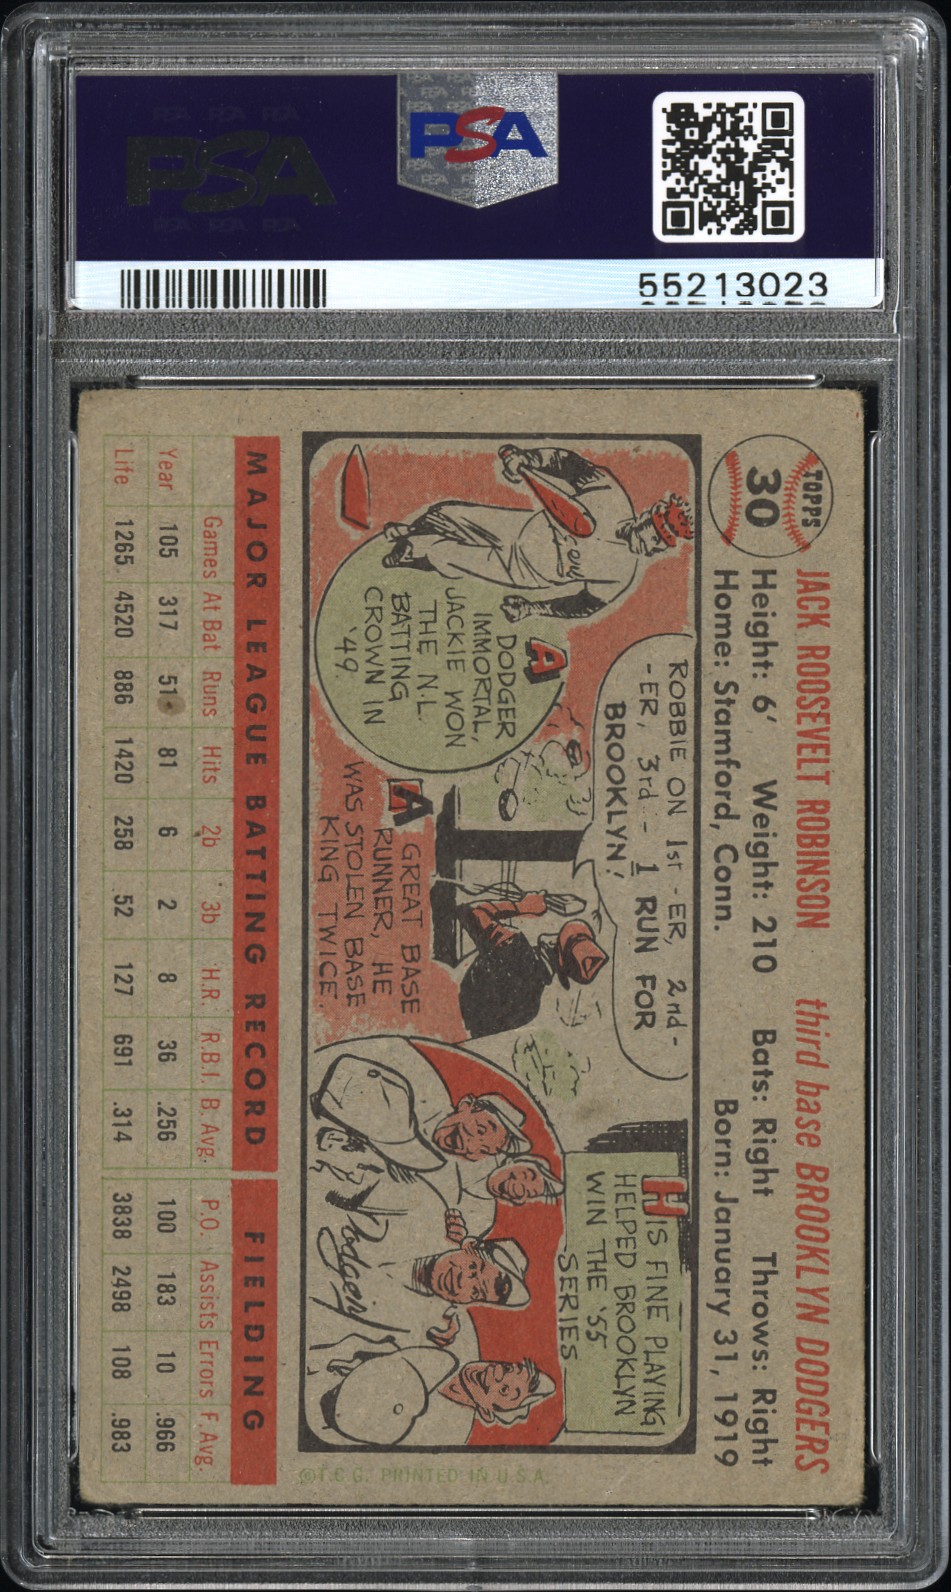 PSA
PSA
55213023
TOPPS
30
JACK ROOSEVELT ROBINSON third base BROOKLYN DODGERS
Height: 6' Weight: 210 Bats: Right Throws: Right
Home: Stamford, Conn. Born: January 31, 1919
ROBBIE ON 1st-ER, 2nd-
-ER, 3rd-1 RUN FOR
BROOKLYN!
A
DODGER
IMMORTAL,
JACKIE WON
THE N.L.
BATTING
CROWN IN
'49.
A GREAT BASE
RUNNER, HE
WAS STOLEN BASE
KING TWICE.
HIS FINE PLAYING
HELPED BROOKLYN
WIN THE '55
SERIES
Dodgers
MAJOR LEAGUE BATTING RECORD FIELDING
Games At Bat Runs Hits 2b 3b H.R. R.B.I. B. Avg. P.O. Assists Errors F. Avg.
Year 105 317 51 81 6 2 8 36 .256 100 183 10 .966
Life 1265 4520 886 1420 258 52 127 691 .314 3838 2498 108 .983
©T.C.G. PRINTED IN U.S.A.